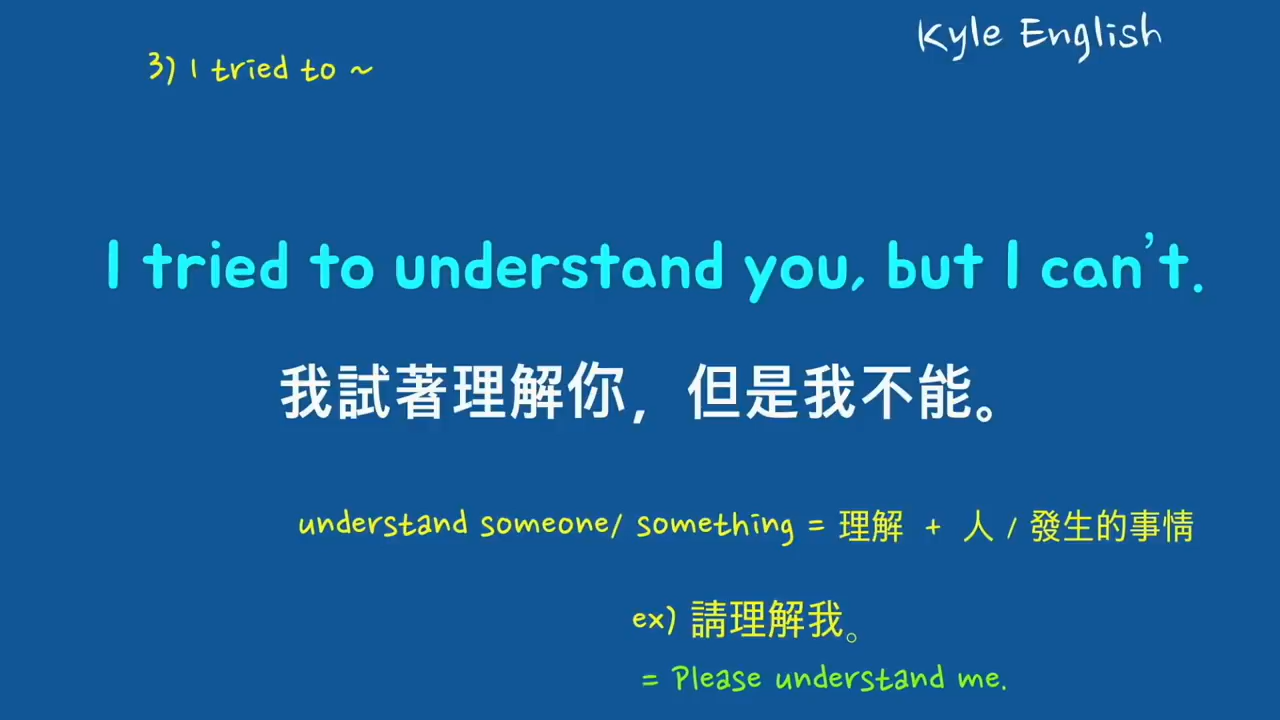 Kyle English
3) I tried to ~
I tried to understand you, but I can't.
我試著理解你，但是我不能。
understand someone/ something = 理解 + 人 / 發生的事情
ex) 請理解我。
= Please understand me.